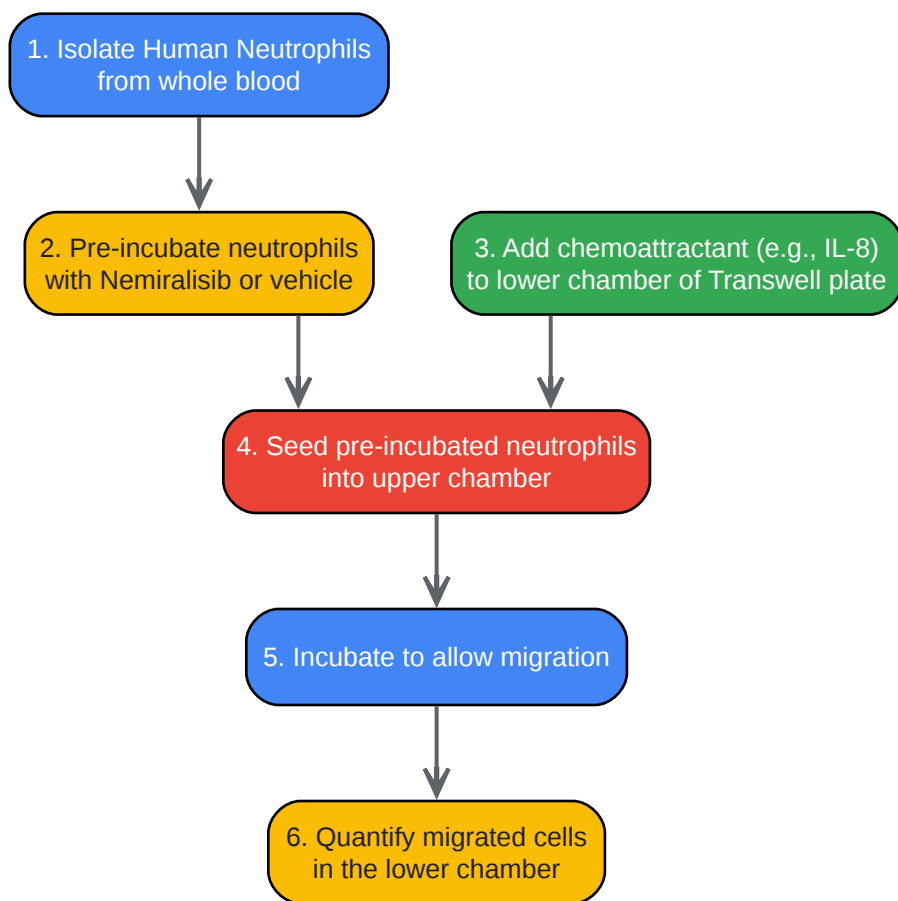 1. Isolate Human Neutrophils
from whole blood
2. Pre-incubate neutrophils
with Nemiralisib or vehicle
3. Add chemoattractant (e.g., IL-8)
to lower chamber of Transwell plate
4. Seed pre-incubated neutrophils
into upper chamber
5. Incubate to allow migration
6. Quantify migrated cells
in the lower chamber